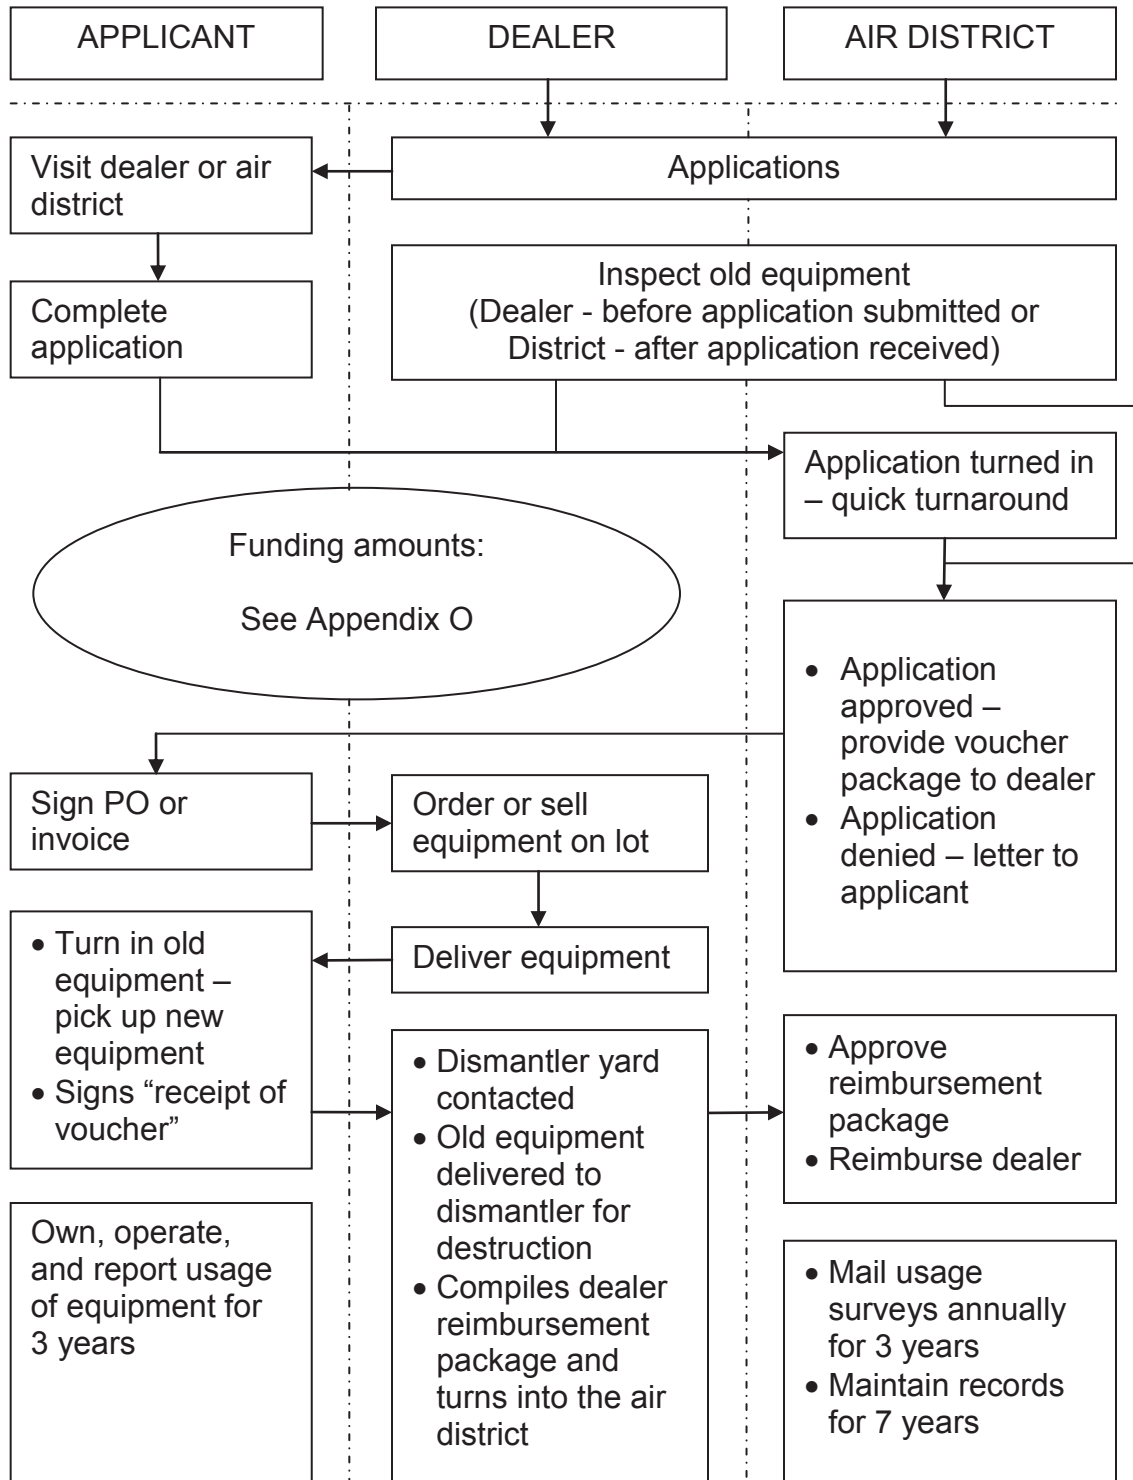 APPLICANT
DEALER
AIR DISTRICT
Visit dealer or air
district
Applications
Complete
application
Inspect old equipment
(Dealer - before application submitted or
District - after application received)
Application turned in
– quick turnaround
Funding amounts:
See Appendix O
• Application
approved –
provide voucher
package to dealer
• Application
denied – letter to
applicant
Sign PO or
invoice
Order or sell
equipment on lot
• Turn in old
equipment –
pick up new
equipment
• Signs “receipt of
voucher”
Deliver equipment
• Dismantler yard
contacted
• Old equipment
delivered to
dismantler for
destruction
• Compiles dealer
reimbursement
package and
turns into the air
district
• Approve
reimbursement
package
• Reimburse dealer
Own, operate,
and report usage
of equipment for
3 years
• Mail usage
surveys annually
for 3 years
• Maintain records
for 7 years